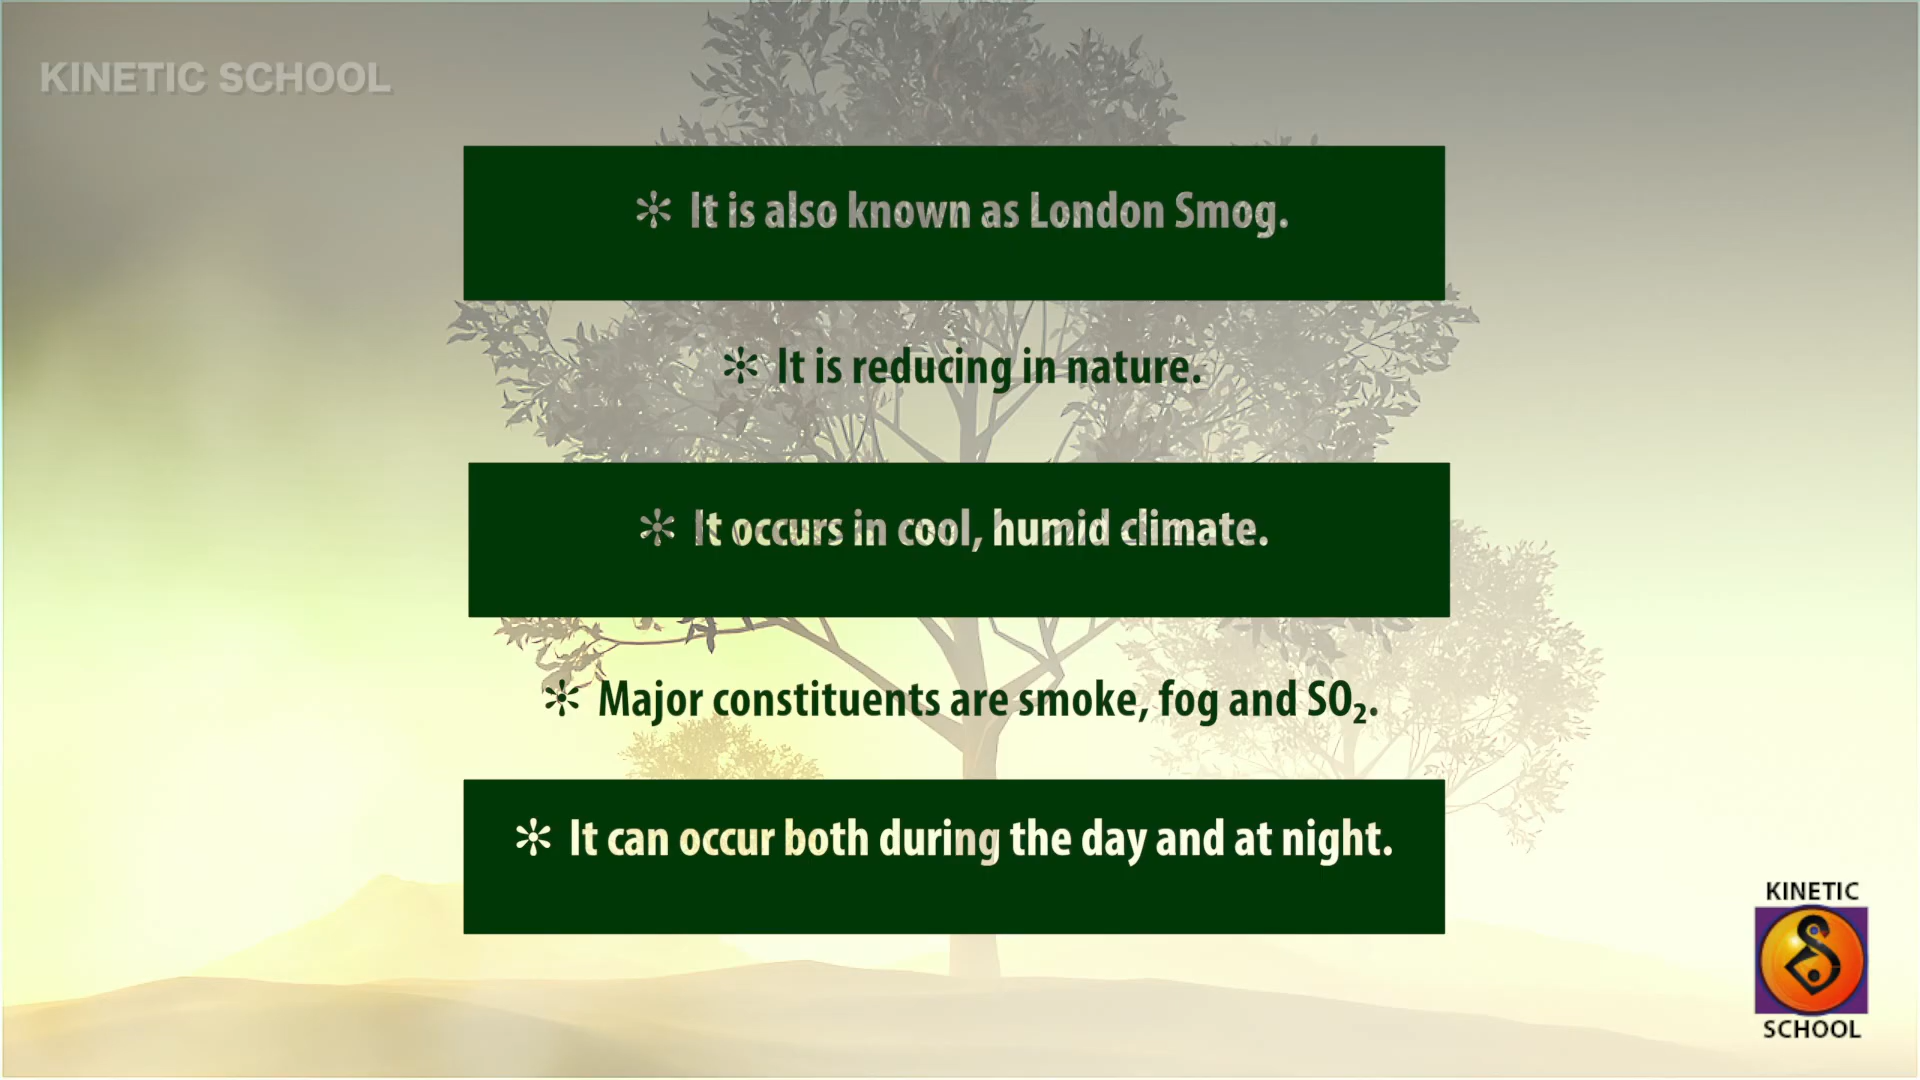 KINETIC SCHOOL
✻ It is also known as London Smog.
✻ It is reducing in nature.
✻ It occurs in cool, humid climate.
✻ Major constituents are smoke, fog and SO₂.
✻ It can occur both during the day and at night.
KINETIC
SCHOOL